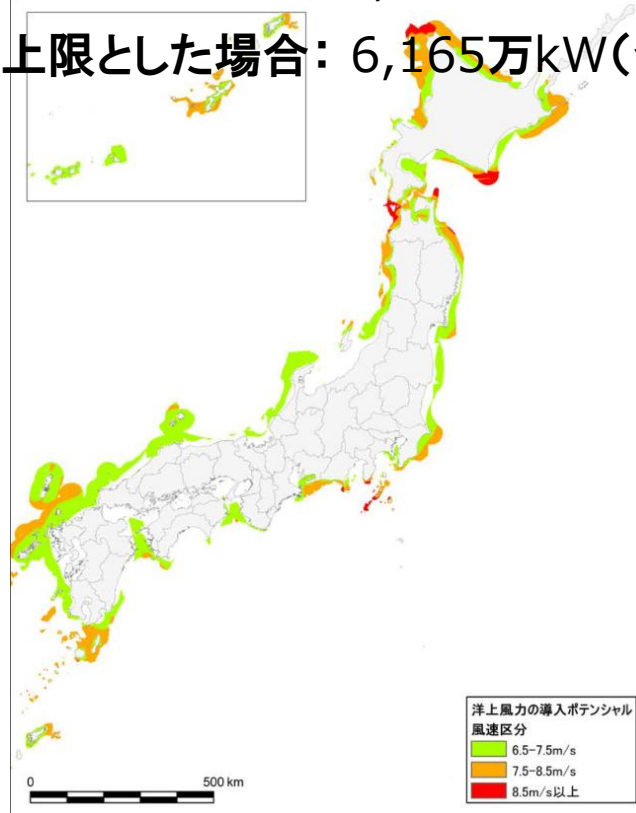 上限とした場合: 6,165万kW(
洋上風力の導入ポテンシャル
風速区分
6.5-7.5m/s
7.5-8.5m/s
8.5m/s以上
0 500 km